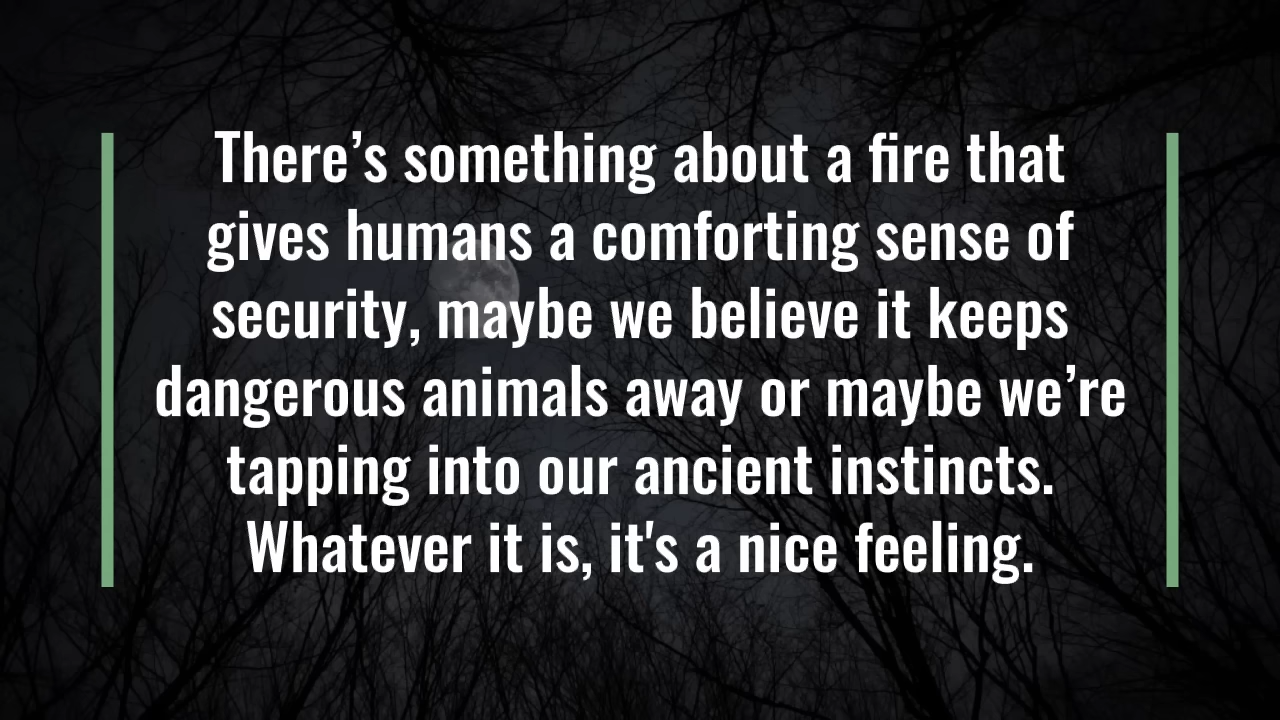 There’s something about a fire that
gives humans a comforting sense of
security, maybe we believe it keeps
dangerous animals away or maybe we’re
tapping into our ancient instincts.
Whatever it is, it's a nice feeling.